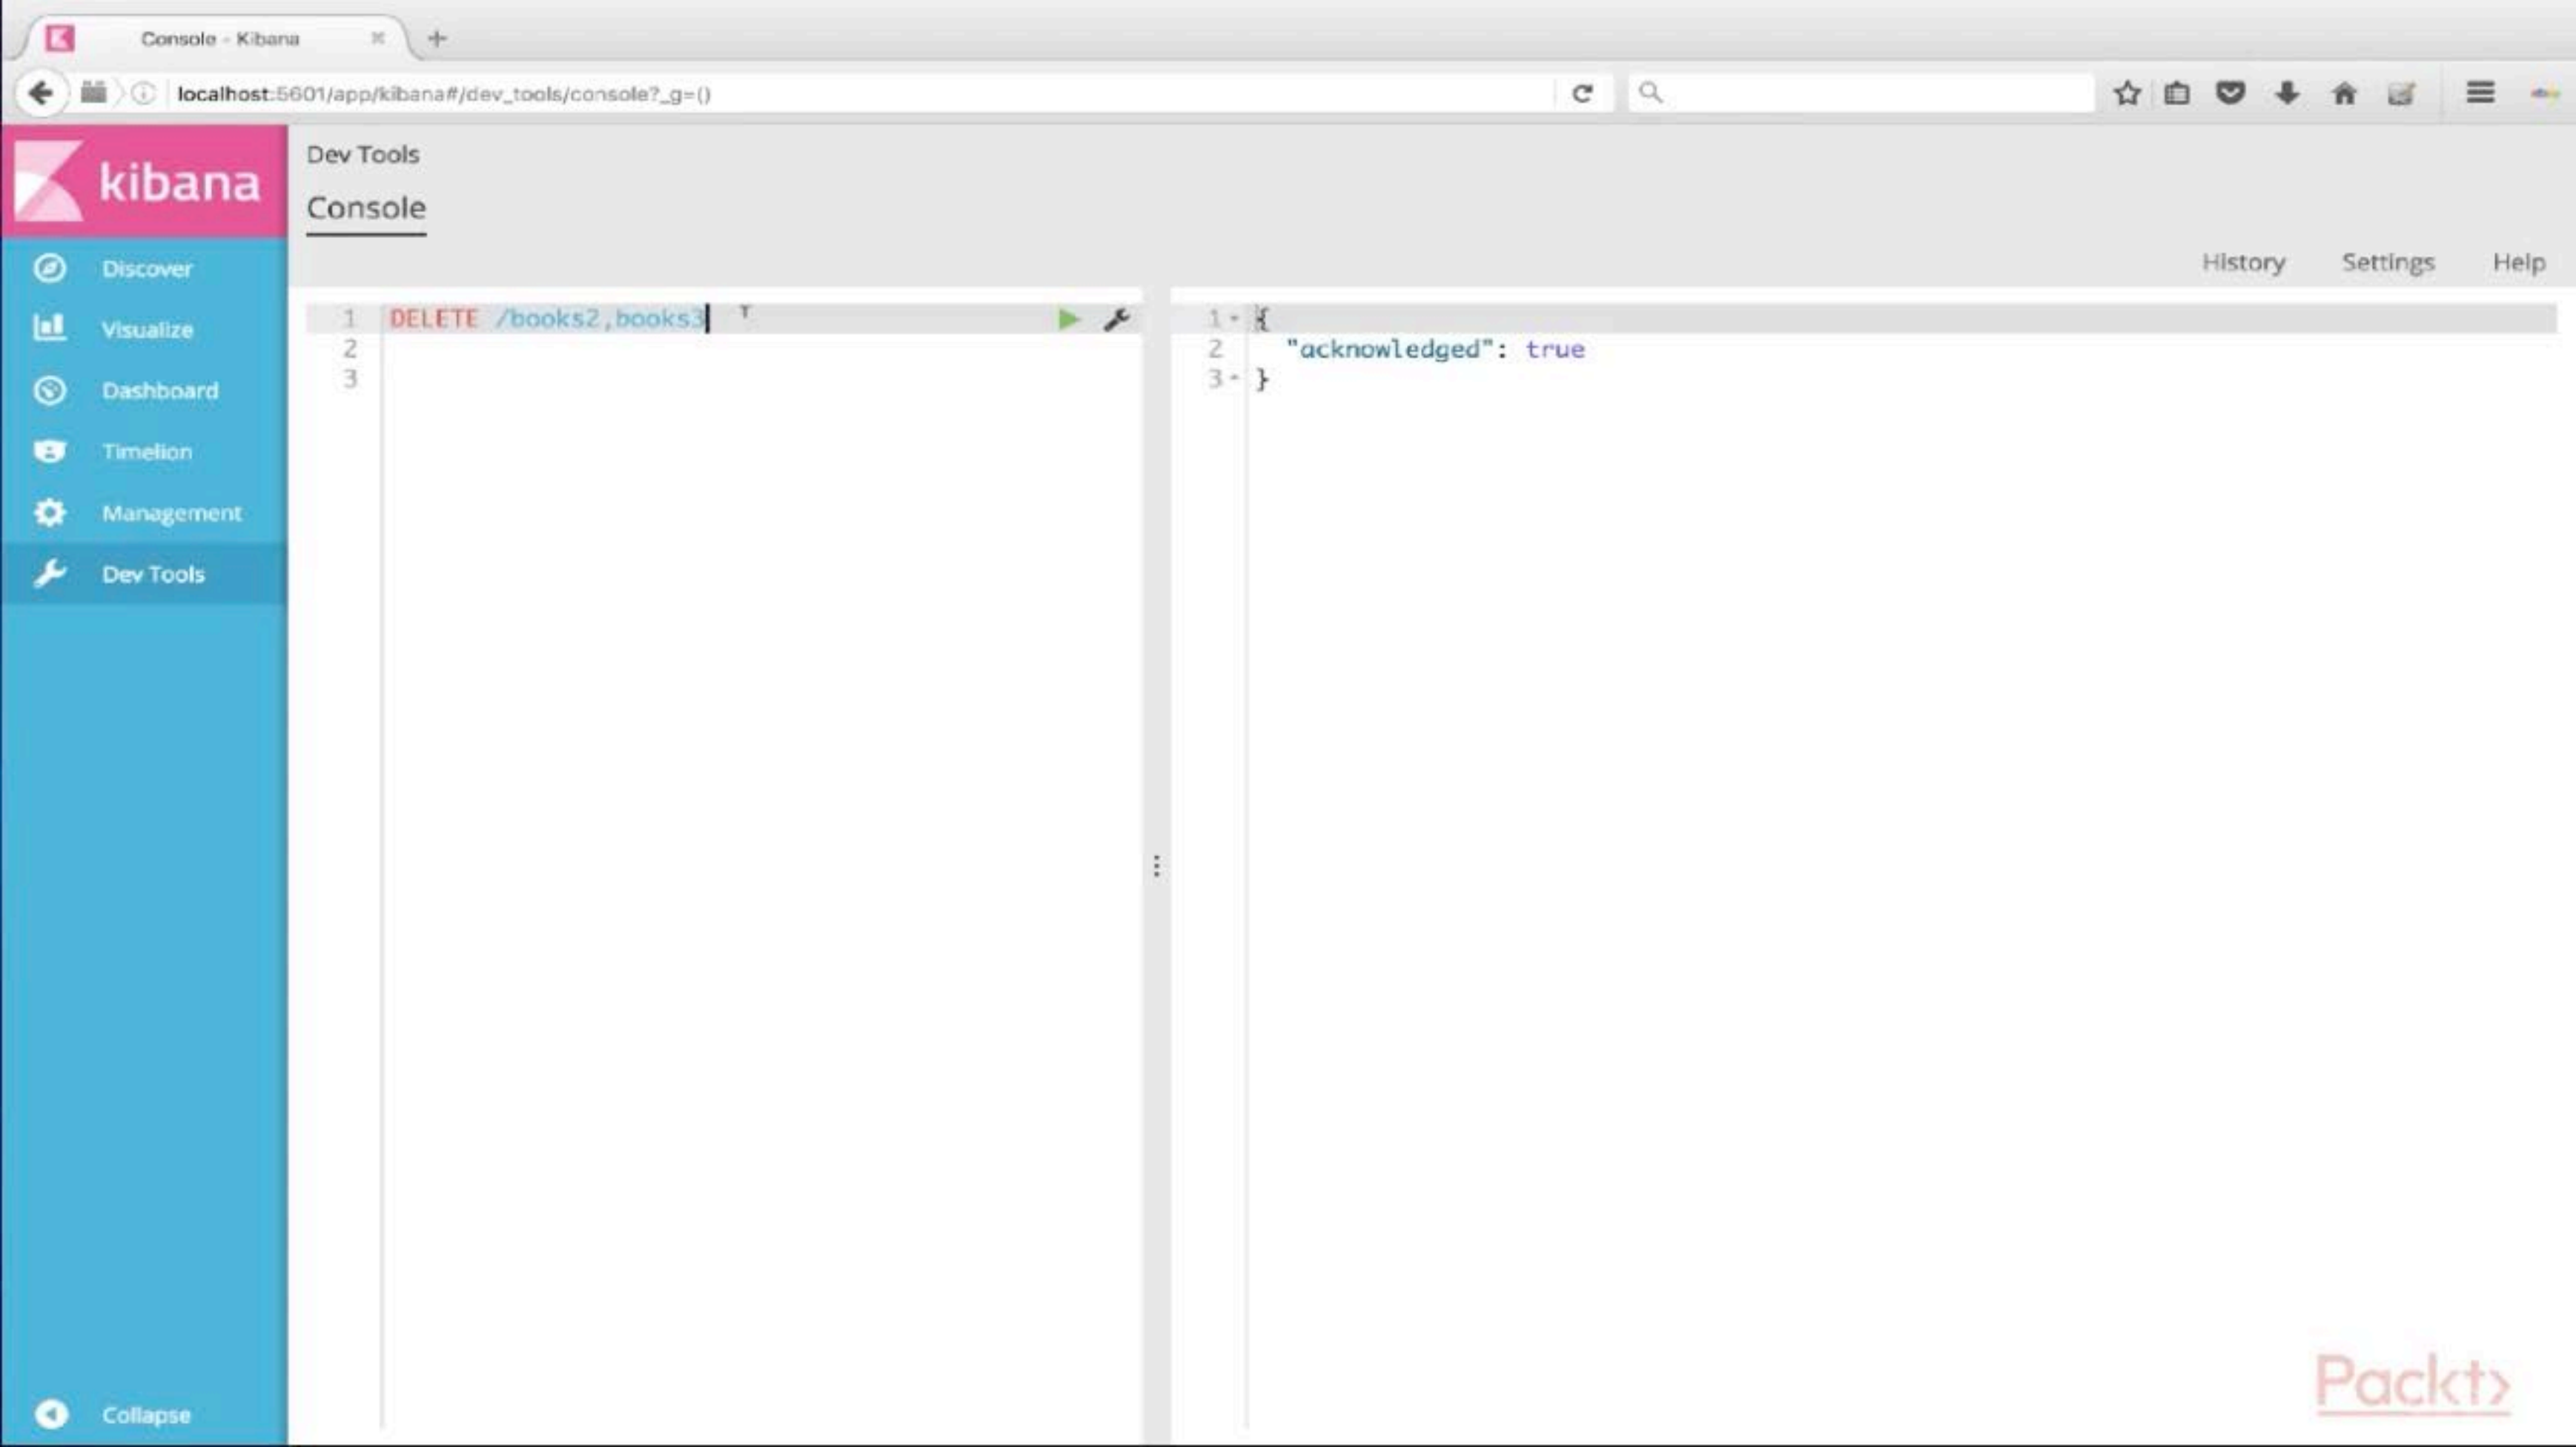 Console - Kibana
localhost:5601/app/kibana#/dev_tools/console?_g=()
kibana
Dev Tools
Console
History Settings Help
Discover
Visualize
Dashboard
Timelion
Management
Dev Tools
Collapse
1 DELETE /books2,books3
2
3
1 {
2 "acknowledged": true
3 }
Packt>